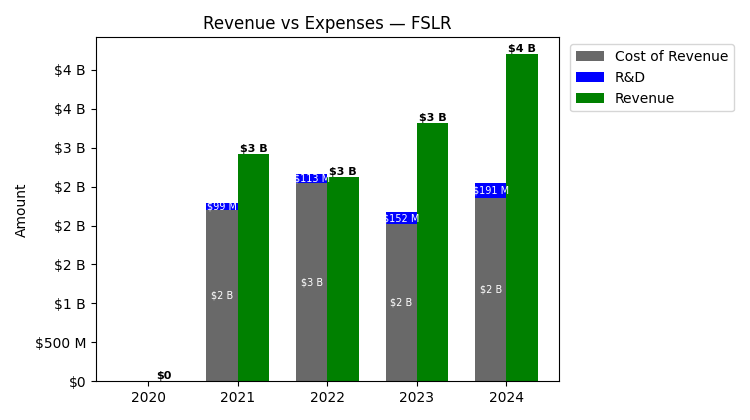 Revenue vs Expenses — FSLR
Cost of Revenue
R&D
Revenue
Amount
$4 B
$4 B
$3 B
$2 B
$2 B
$2 B
$1 B
$500 M
$0
$0
$3 B
$99 M
$2 B
$3 B
$113 M
$3 B
$3 B
$152 M
$2 B
$4 B
$191 M
$2 B
2020
2021
2022
2023
2024